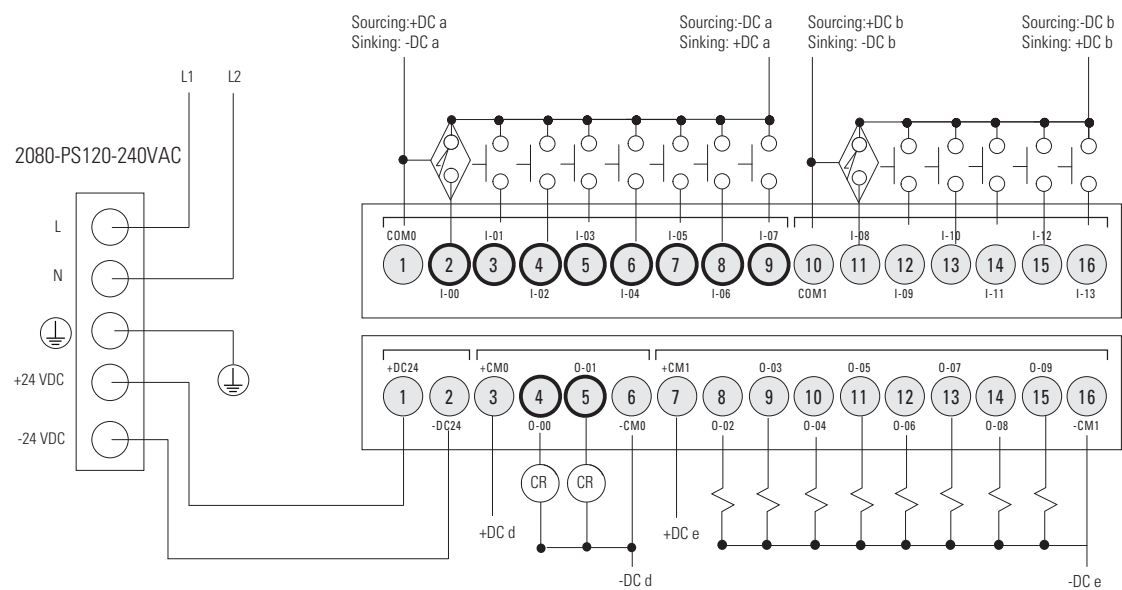 Sourcing:+DC a
Sinking: -DC a
Sourcing:-DC a
Sinking: +DC a
Sourcing:+DC b
Sinking: -DC b
Sourcing:-DC b
Sinking: +DC b
L1 L2
2080-PS120-240VAC
L
N
+24 VDC
-24 VDC
COM0 I-01 I-03 I-05 I-07 I-08 I-10 I-12
1 2 3 4 5 6 7 8 9 10 11 12 13 14 15 16
I-00 I-02 I-04 I-06 COM1 I-09 I-11 I-13
+DC24 +CM0 O-01 +CM1 O-03 O-05 O-07 O-09
1 2 3 4 5 6 7 8 9 10 11 12 13 14 15 16
-DC24 O-00 -CM0 O-02 O-04 O-06 O-08 -CM1
CR CR
+DC d
+DC e
-DC d
-DC e